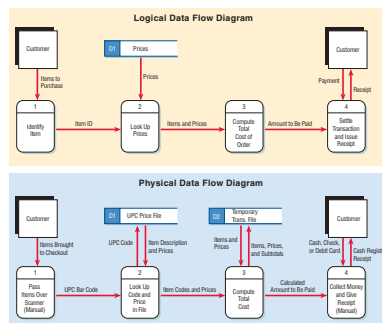 Logical Data Flow Diagram
Customer
D1 Prices
Customer
Items to
Purchase
Prices
Payment
Receipt
1
Identify
Item
Item ID
2
Look Up
Prices
Items and Prices
3
Compute
Total
Cost of
Order
Amount to Be Paid
4
Settle
Transaction
and Issue
Receipt
Physical Data Flow Diagram
Customer
D1 UPC Price File
D2 Temporary
Trans. File
Customer
Items Brought
to Checkout
UPC Code
Item Description
and Prices
Items and
Prices
Items, Prices,
and Subtotals
Cash, Check,
or Debit Card
Cash Register
Receipt
1
Pass
Items Over
Scanner
(Manual)
UPC Bar Code
2
Look Up
Code and
Price
in File
Item Codes and Prices
3
Compute
Total
Cost
Calculated
Amount to Be Paid
4
Collect Money
and Give
Receipt
(Manual)